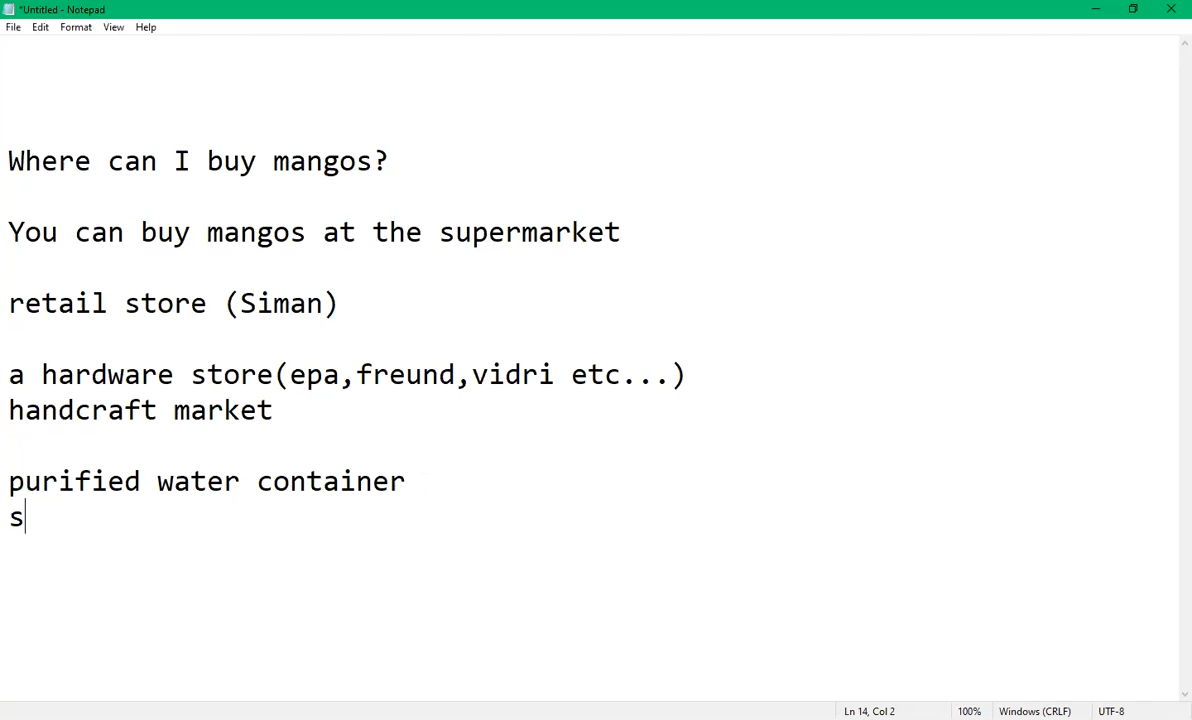 *Untitled - Notepad
File Edit Format View Help
Where can I buy mangos?
You can buy mangos at the supermarket
retail store (Siman)
a hardware store(epa,freund,vidri etc...)
handcraft market
purified water container
s
Ln 14, Col 2 100% Windows (CRLF) UTF-8